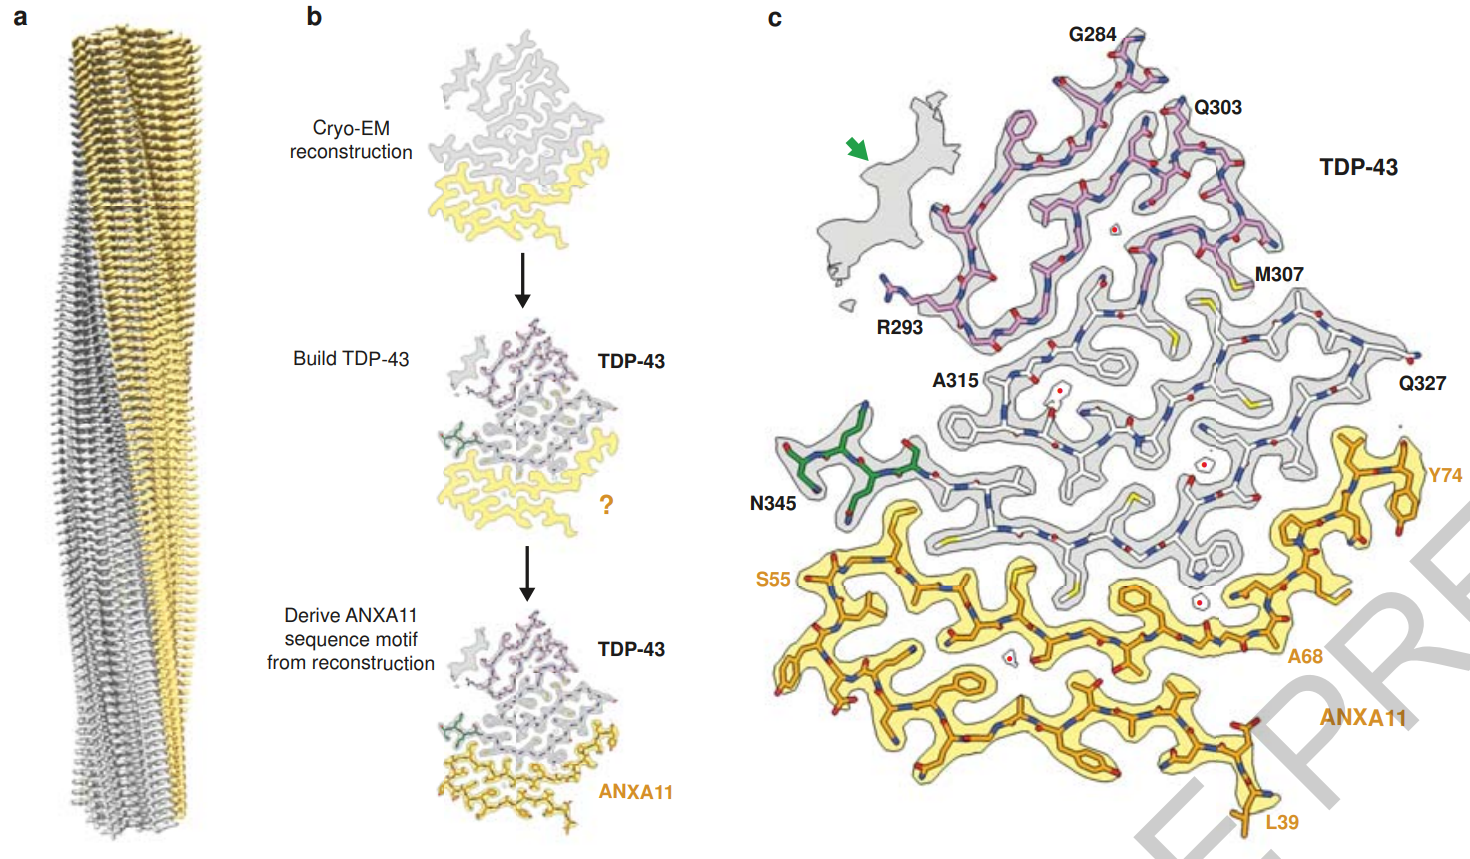 a
b
c
Cryo-EM
reconstruction
Build TDP-43
TDP-43
?
Derive ANXA11
sequence motif
from reconstruction
TDP-43
ANXA11
G284
Q303
TDP-43
M307
R293
A315
Q327
N345
Y74
S55
A68
ANXA11
L39
EPRE